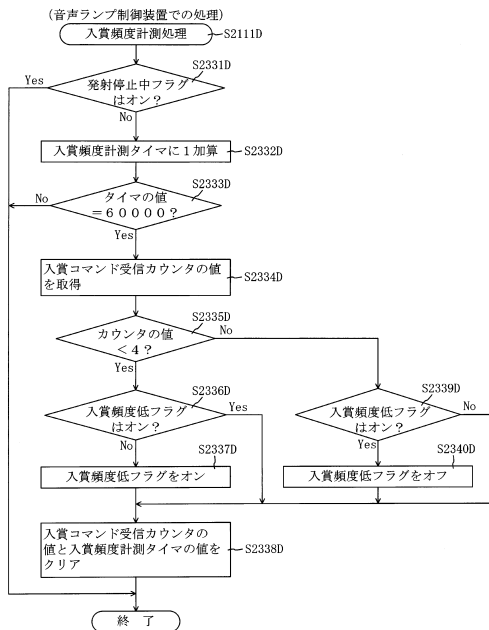 (音声ランプ制御装置での処理)
入賞頻度計測処理
S2111D
S2331D
発射停止中フラグ
はオン?
Yes
No
入賞頻度計測タイマに1加算
S2332D
S2333D
タイマの値
=60000?
No
Yes
入賞コマンド受信カウンタの値
を取得
S2334D
S2335D
カウンタの値
<4?
No
Yes
S2336D
入賞頻度低フラグ
はオン?
Yes
No
S2339D
入賞頻度低フラグ
はオン?
No
Yes
S2337D
入賞頻度低フラグをオン
S2340D
入賞頻度低フラグをオフ
入賞コマンド受信カウンタの
値と入賞頻度計測タイマの値を
クリア
S2338D
終 了